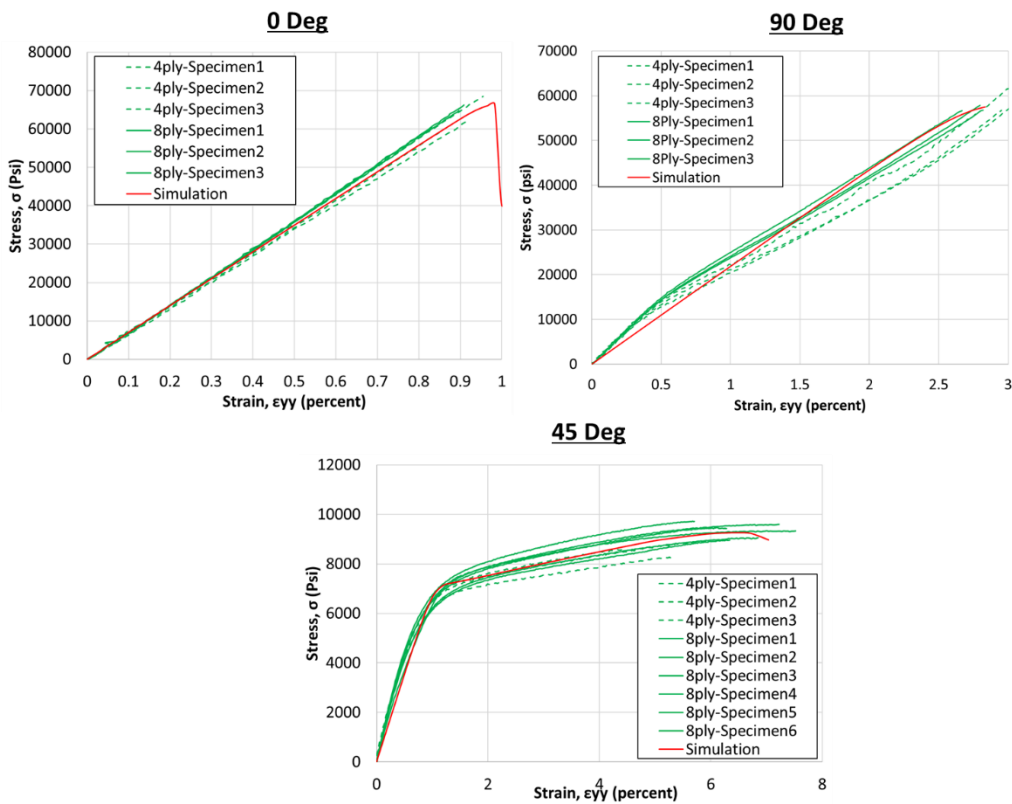 0 Deg
80000
70000
60000
50000
40000
30000
20000
10000
0
Stress, σ (Psi)
4ply-Specimen1
4ply-Specimen2
4ply-Specimen3
8ply-Specimen1
8ply-Specimen2
8ply-Specimen3
Simulation
0 0.1 0.2 0.3 0.4 0.5 0.6 0.7 0.8 0.9 1
Strain, εyy (percent)
90 Deg
70000
60000
50000
40000
30000
20000
10000
0
Stress, σ (psi)
4ply-Specimen1
4ply-Specimen2
4ply-Specimen3
8Ply-Specimen1
8Ply-Specimen2
8Ply-Specimen3
Simulation
0 0.5 1 1.5 2 2.5 3
Strain, εyy (percent)
45 Deg
12000
10000
8000
6000
4000
2000
0
Stress, σ (Psi)
4ply-Specimen1
4ply-Specimen2
4ply-Specimen3
8ply-Specimen1
8ply-Specimen2
8ply-Specimen3
8ply-Specimen4
8ply-Specimen5
8ply-Specimen6
Simulation
0 2 4 6 8
Strain, εyy (percent)